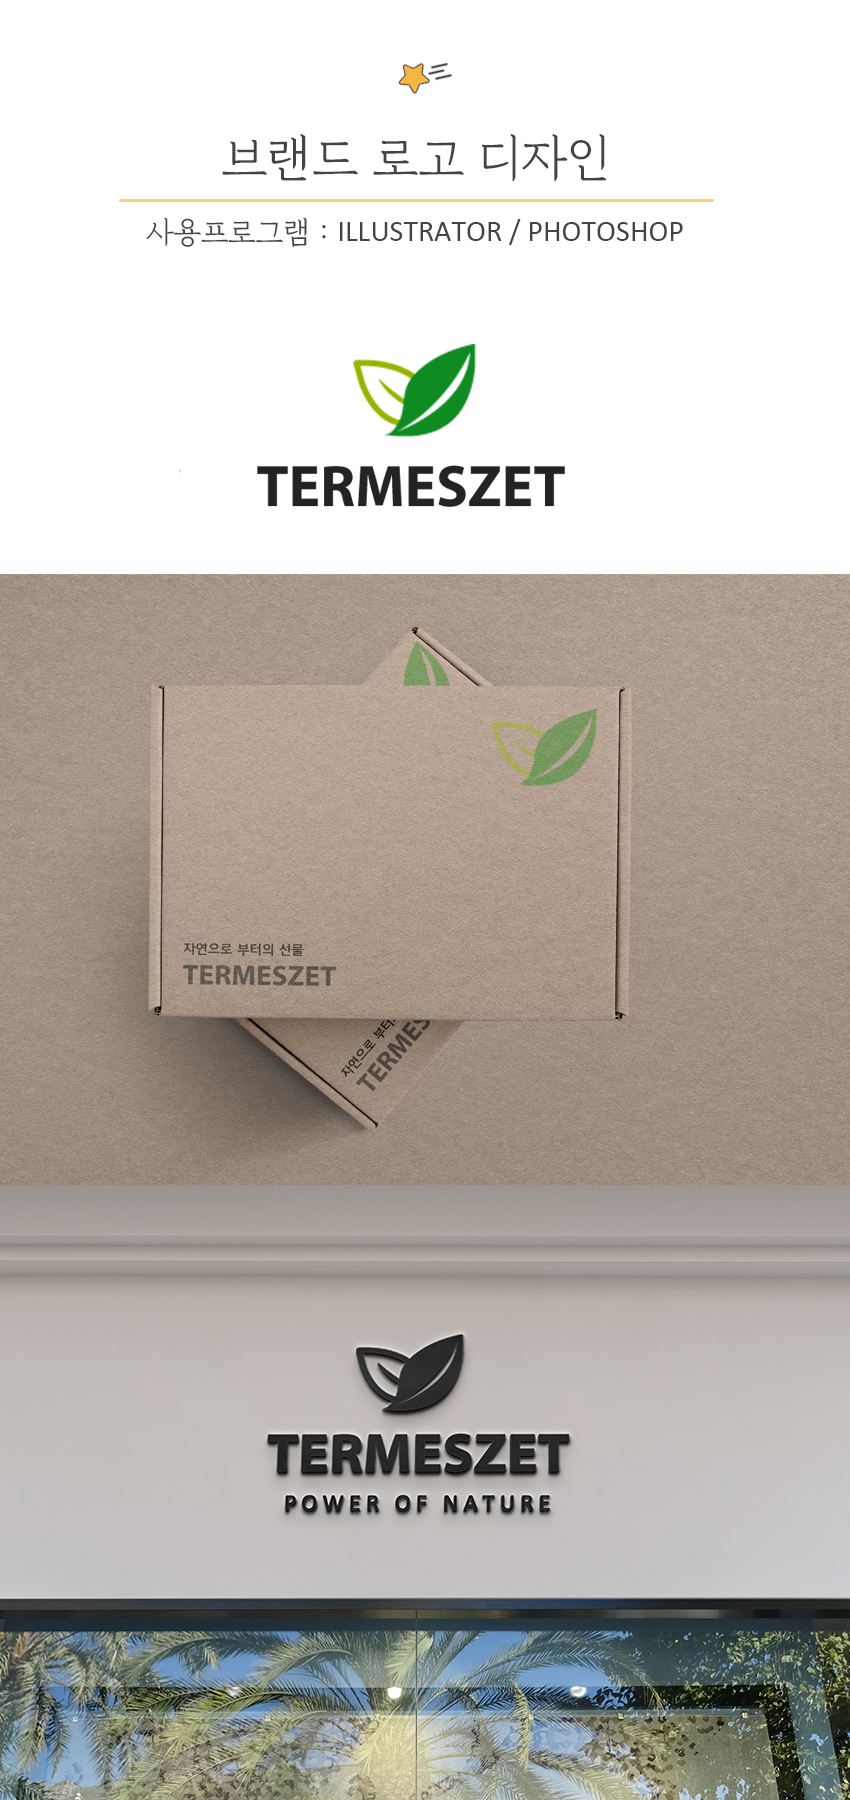 브랜드 로고 디자인
사용프로그램 : ILLUSTRATOR / PHOTOSHOP
TERMESZET
자연으로 부터의 선물
TERMESZET
자연으로 부터
TERMES
TERMESZET
POWER OF NATURE